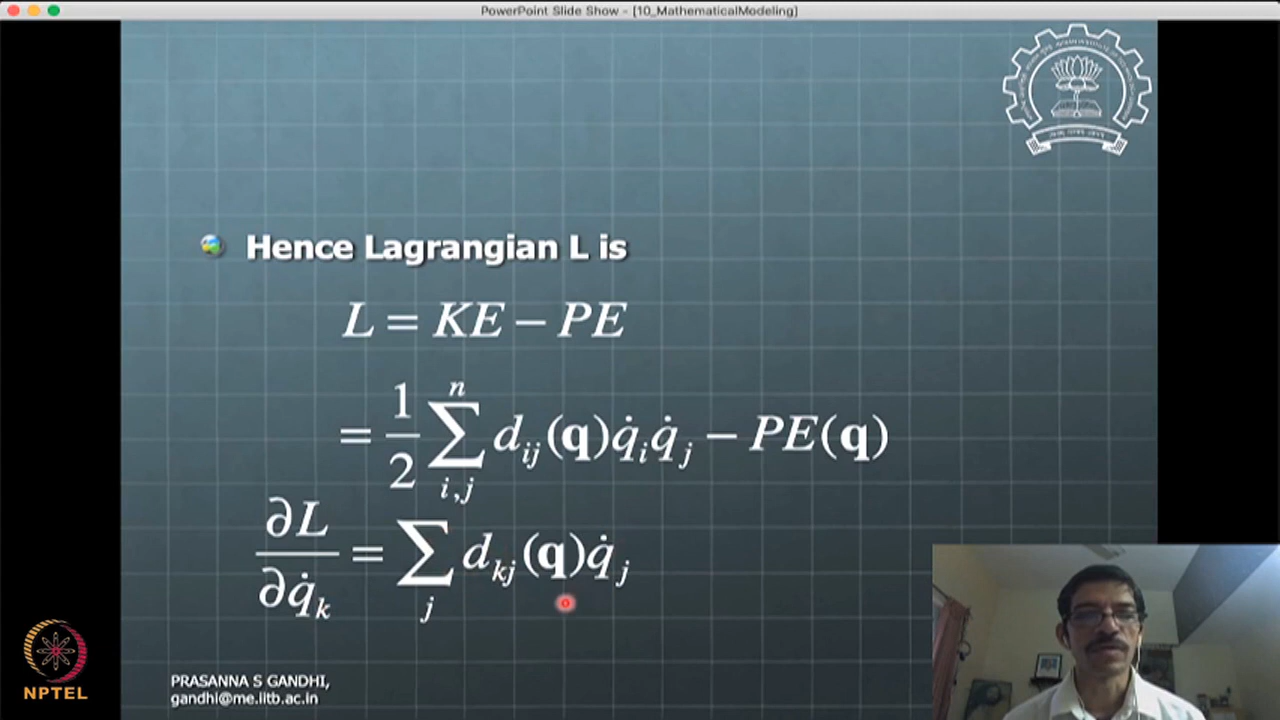 PowerPoint Slide Show - [10_MathematicalModeling]
Hence Lagrangian L is
L = KE − PE
= 1/2 ∑_{i,j}^{n} d_{ij}(𝐪)q̇_i q̇_j − PE(𝐪)
∂L/∂q̇_k = ∑_j d_{kj}(𝐪)q̇_j
NPTEL
PRASANNA S GANDHI,
gandhi@me.iitb.ac.in